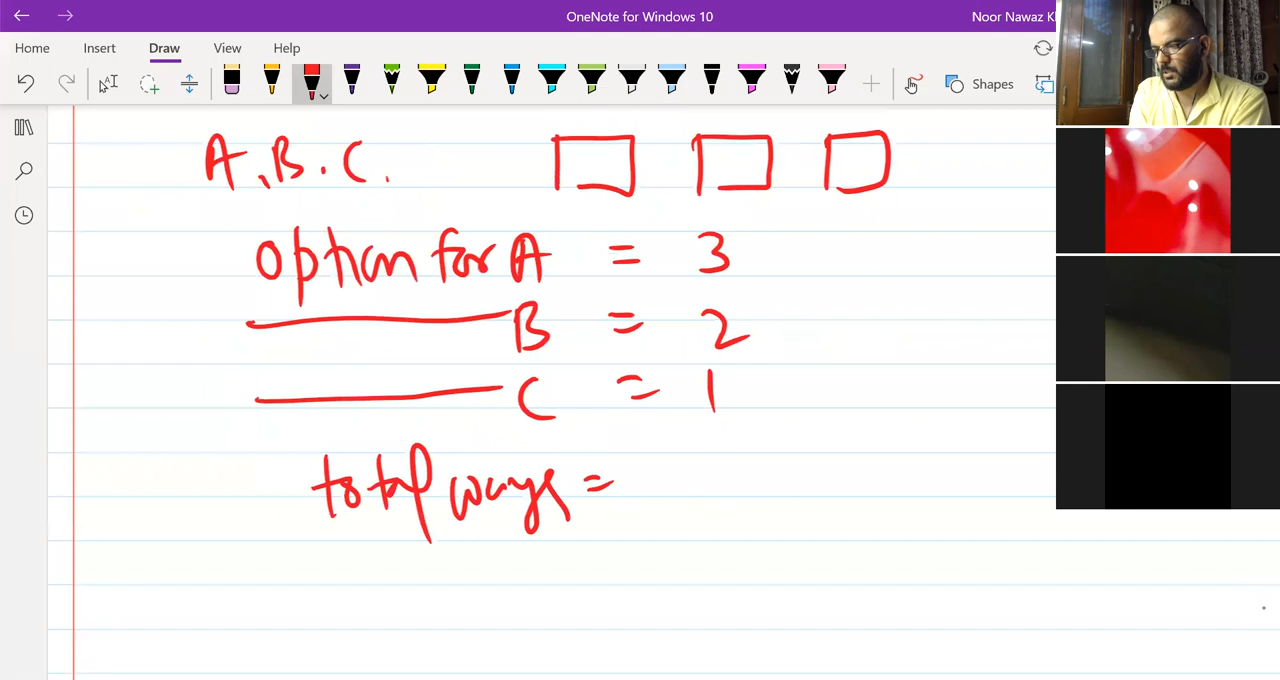 OneNote for Windows 10
Noor Nawaz Kh
Home Insert Draw View Help
Shapes
A, B. C.
option for A = 3
B = 2
C = 1
total ways =